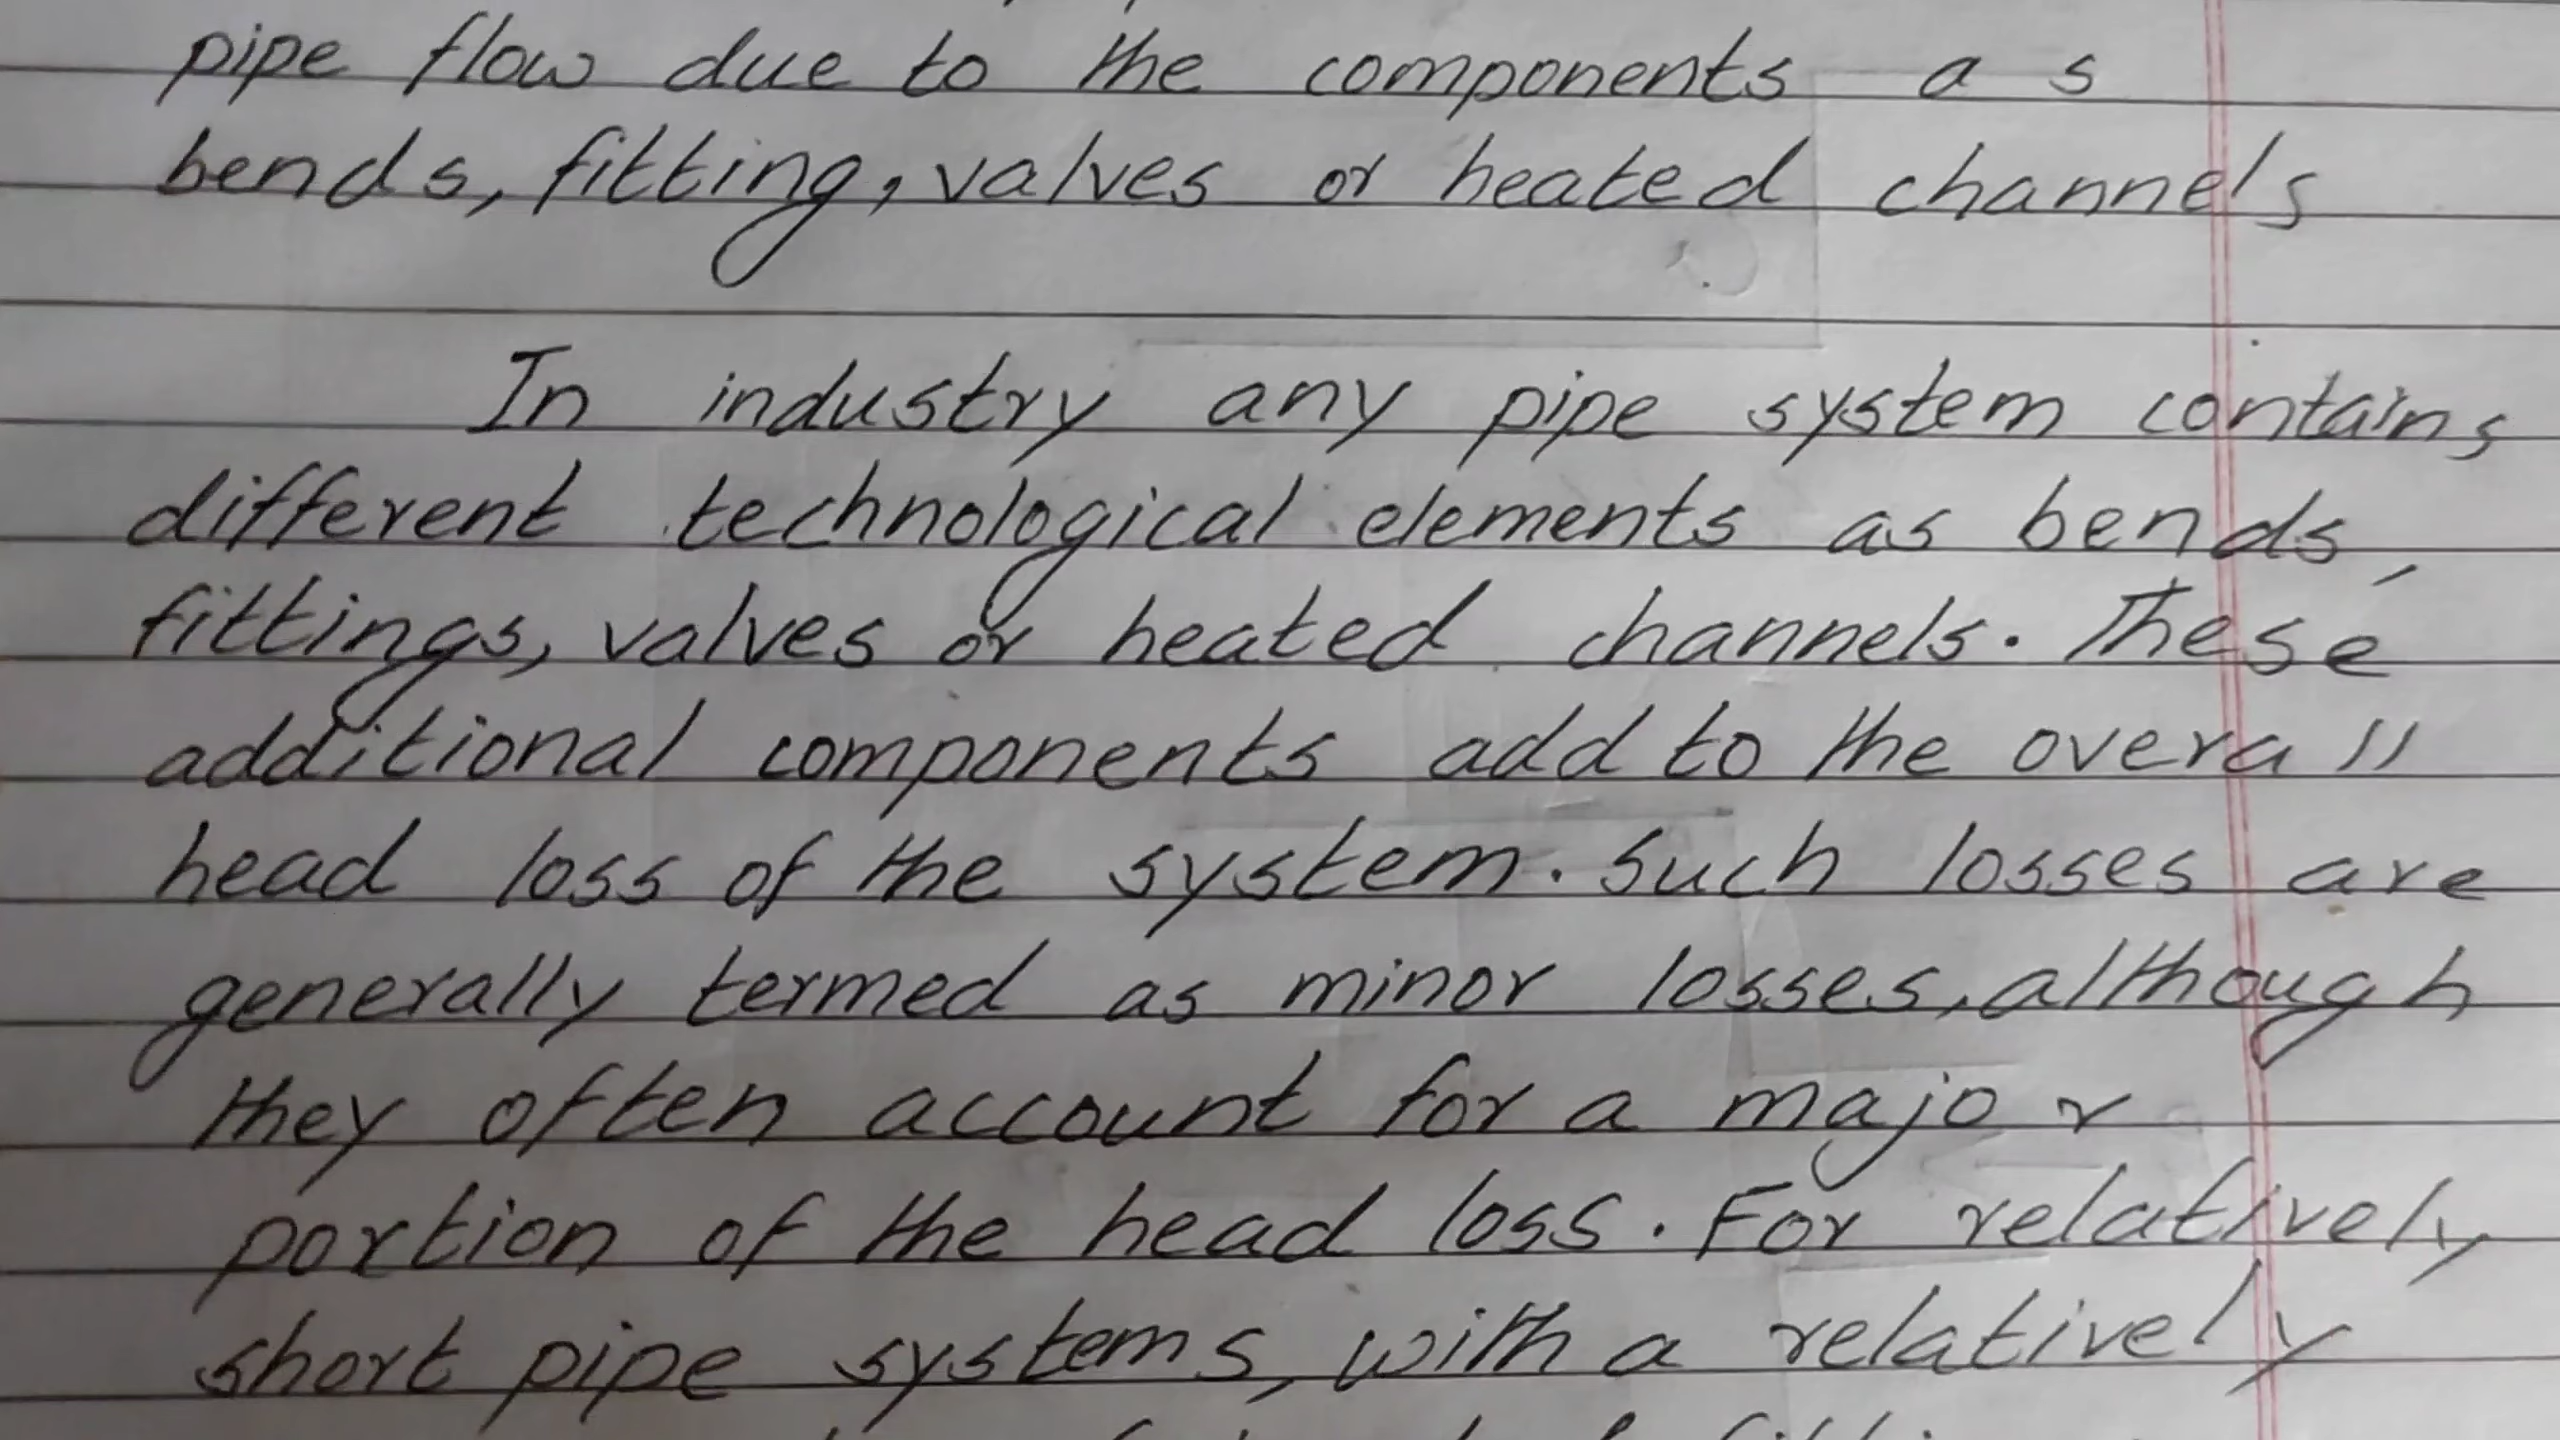 pipe flow due to the components as
bends, fitting, valves or heated channels
In industry any pipe system contains
different technological elements as bends,
fittings, valves or heated channels. These
additional components add to the overall
head loss of the system. Such losses are
generally termed as minor losses, although
they often account for a major
portion of the head loss. For relatively
short pipe systems, with a relatively